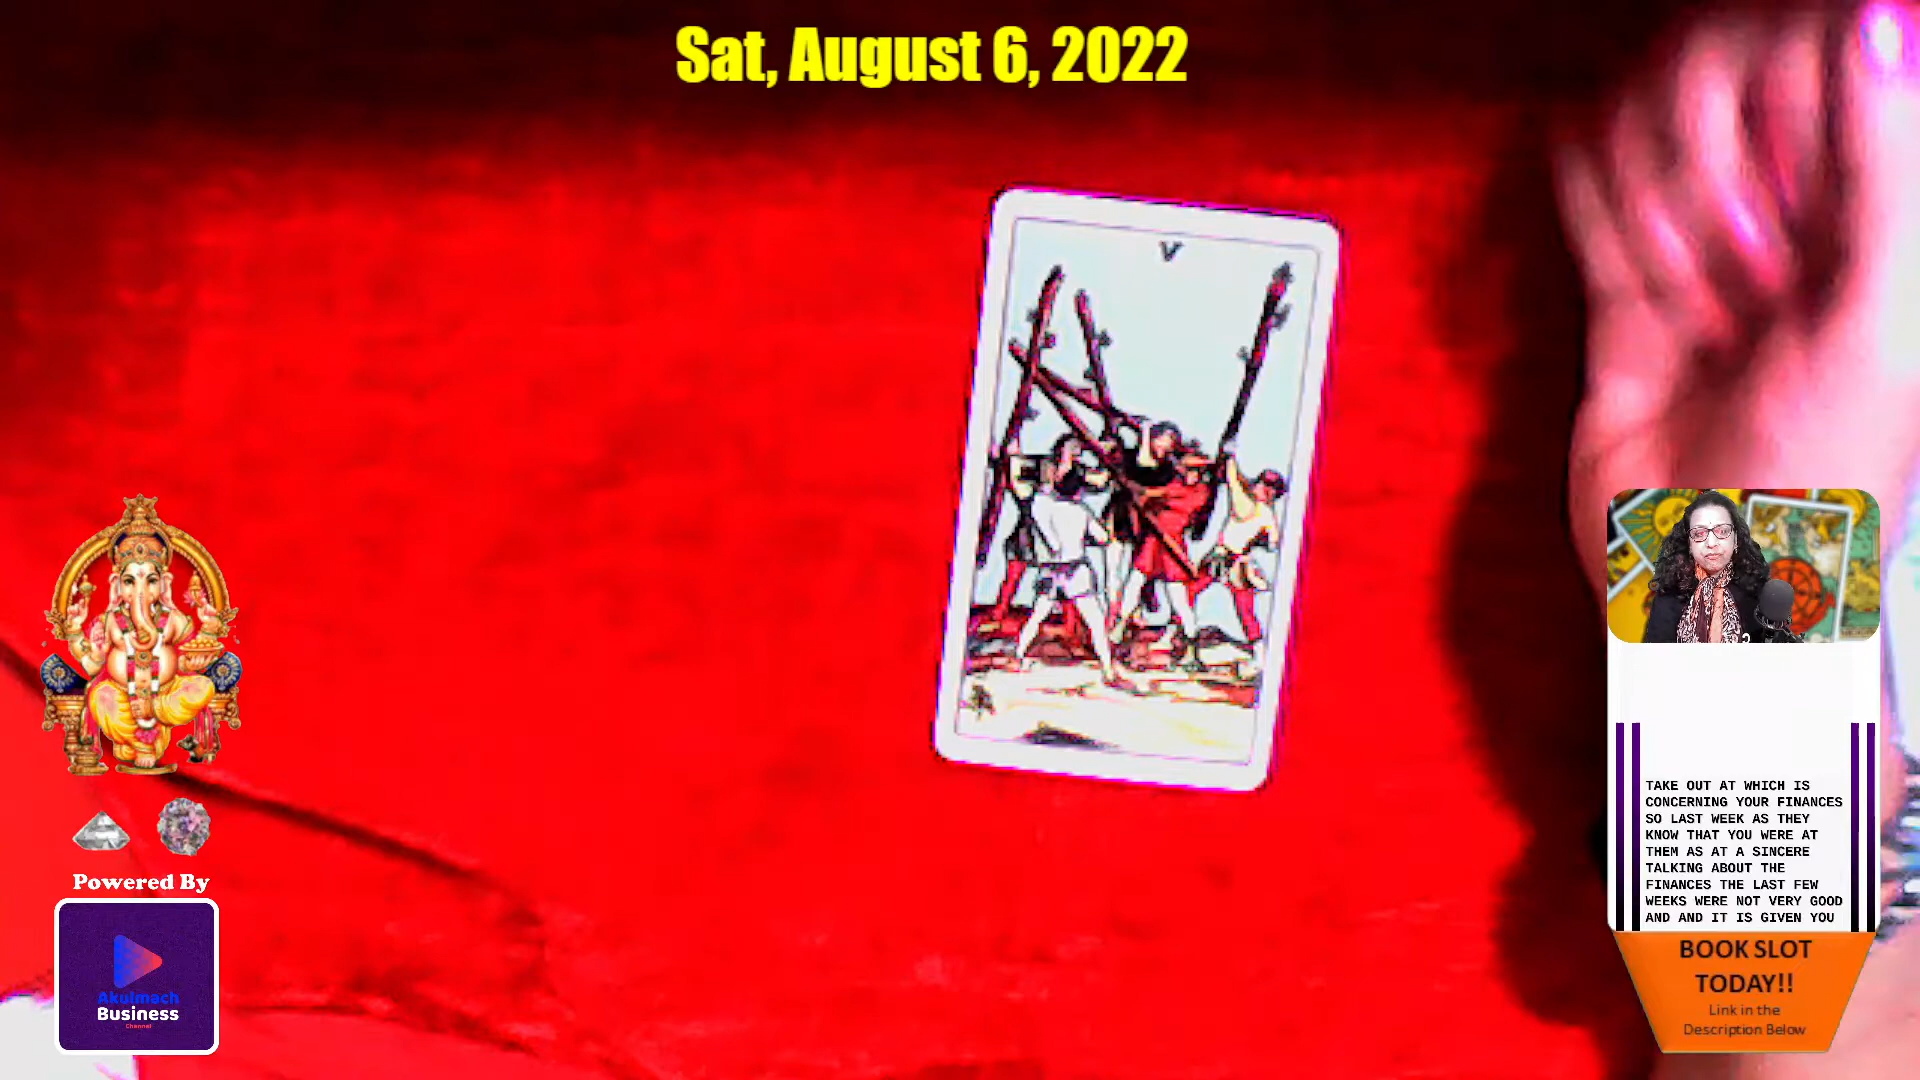 Sat, August 6, 2022
V
TAKE OUT AT WHICH IS
CONCERNING YOUR FINANCES
SO LAST WEEK AS THEY
KNOW THAT YOU WERE AT
THEM AS AT A SINCERE
TALKING ABOUT THE
FINANCES THE LAST FEW
WEEKS WERE NOT VERY GOOD
AND AND IT IS GIVEN YOU
BOOK SLOT
TODAY!!
Link in the
Description Below
Powered By
Akulmach
Business
Channel